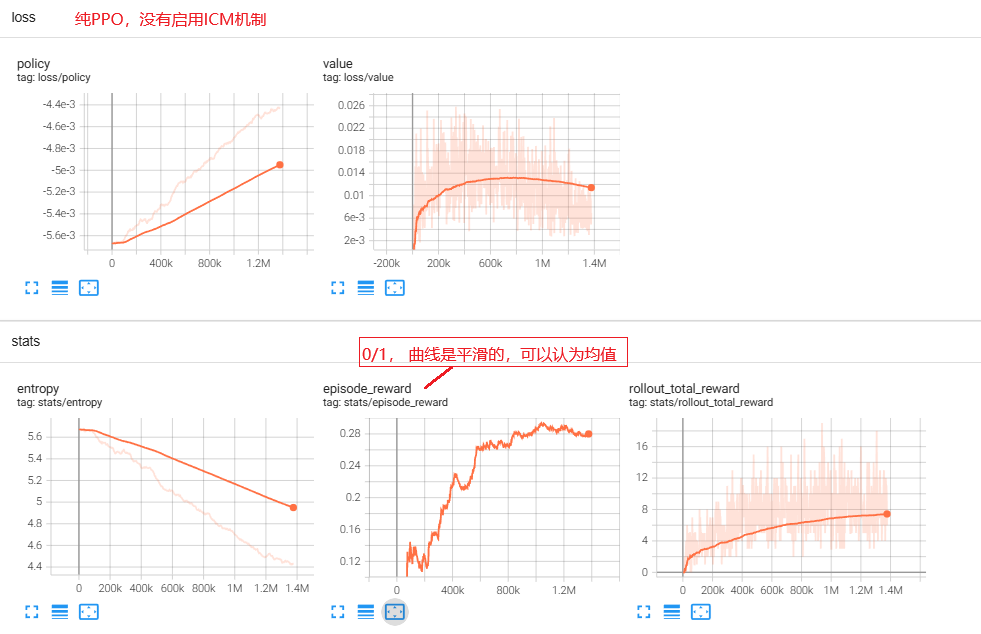 loss
纯PPO，没有启用ICM机制
policy
tag: loss/policy
-4.4e-3
-4.6e-3
-4.8e-3
-5e-3
-5.2e-3
-5.4e-3
-5.6e-3
0 400k 800k 1.2M
value
tag: loss/value
0.026
0.022
0.018
0.014
0.01
6e-3
2e-3
-200k 200k 600k 1M 1.4M
stats
0/1， 曲线是平滑的，可以认为均值
entropy
tag: stats/entropy
5.6
5.4
5.2
5
4.8
4.6
4.4
0 200k 400k 600k 800k 1M 1.2M 1.4M
episode_reward
tag: stats/episode_reward
0.28
0.24
0.2
0.16
0.12
0 400k 800k 1.2M
rollout_total_reward
tag: stats/rollout_total_reward
16
12
8
4
0
0 200k 400k 600k 800k 1M 1.2M 1.4M